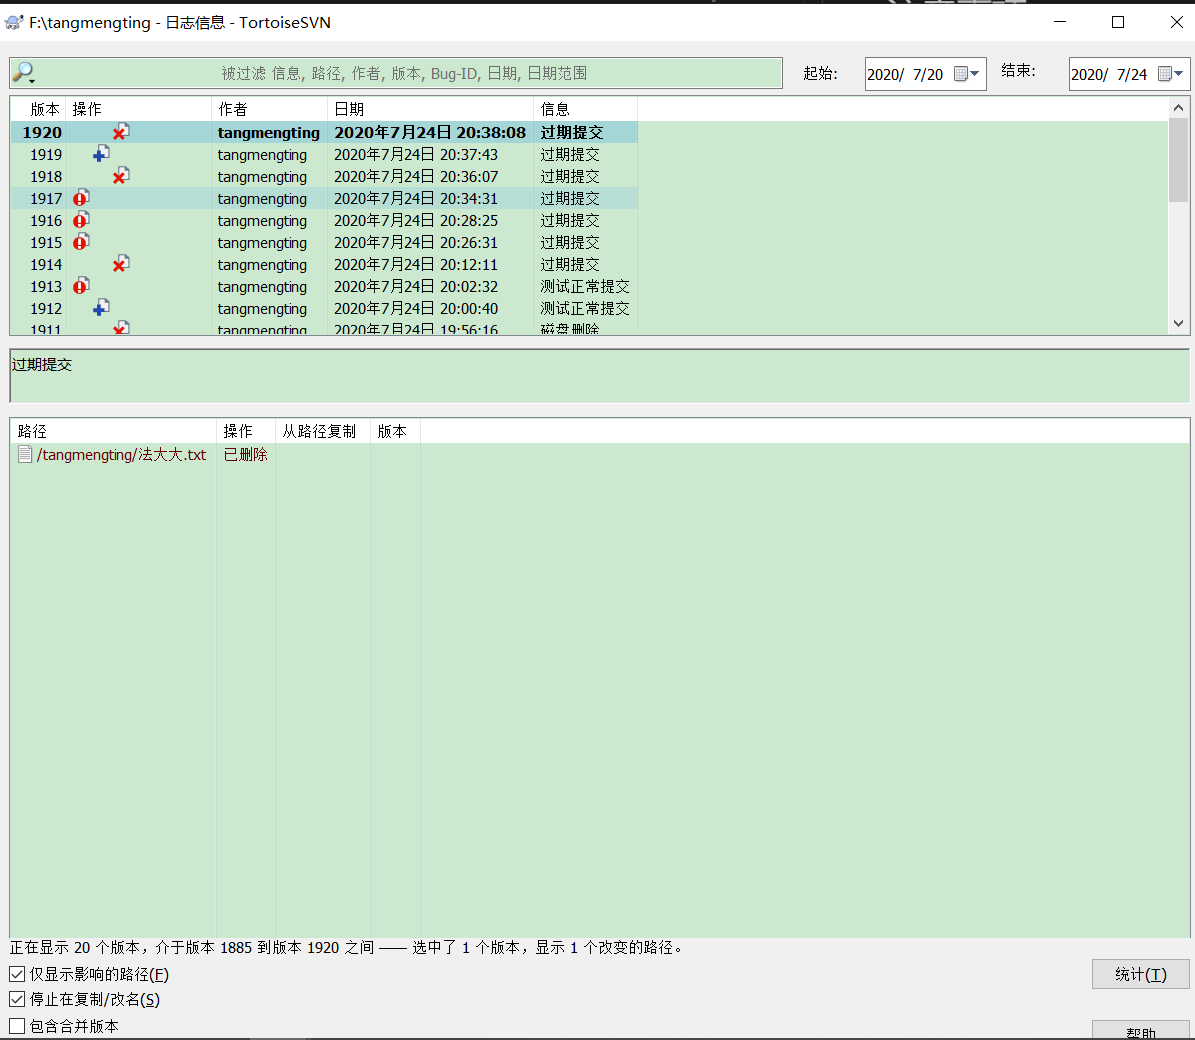 F:\tangmengting - 日志信息 - TortoiseSVN
被过滤 信息, 路径, 作者, 版本, Bug-ID, 日期, 日期范围 起始: 2020/ 7/20 结束: 2020/ 7/24
版本 操作 作者 日期 信息
1920 tangmengting 2020年7月24日 20:38:08 过期提交
1919 tangmengting 2020年7月24日 20:37:43 过期提交
1918 tangmengting 2020年7月24日 20:36:07 过期提交
1917 tangmengting 2020年7月24日 20:34:31 过期提交
1916 tangmengting 2020年7月24日 20:28:25 过期提交
1915 tangmengting 2020年7月24日 20:26:31 过期提交
1914 tangmengting 2020年7月24日 20:12:11 过期提交
1913 tangmengting 2020年7月24日 20:02:32 测试正常提交
1912 tangmengting 2020年7月24日 20:00:40 测试正常提交
1911 tangmengting 2020年7月24日 19:56:16 磁盘删除
过期提交
路径 操作 从路径复制 版本
/tangmengting/法大大.txt 已删除
正在显示 20 个版本，介于版本 1885 到版本 1920 之间 —— 选中了 1 个版本，显示 1 个改变的路径。
仅显示影响的路径(F) 统计(T)
停止在复制/改名(S)
包含合并版本
帮助